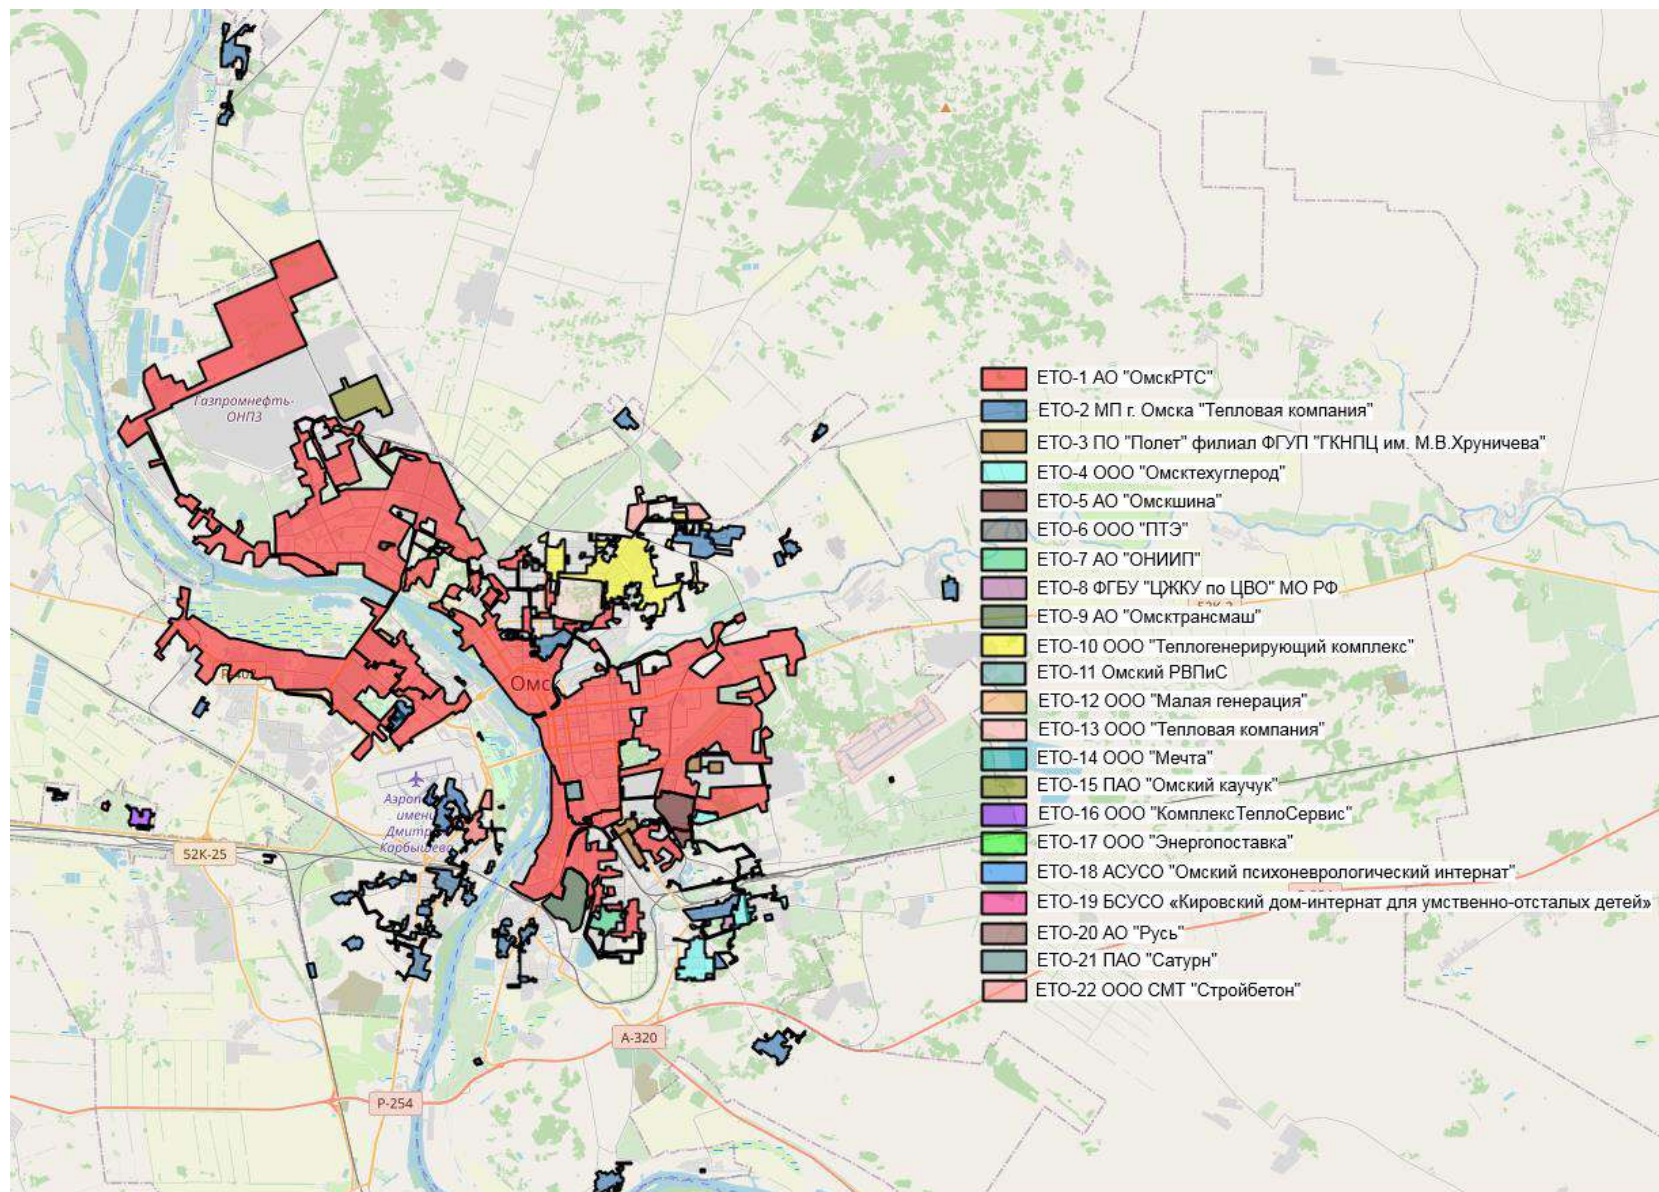 Газпромнефть-
ОНПЗ
Омск
Аэроп
имени
Дмитр
Карбышева
52К-25
Р-254
А-320
ЕТО-1 АО "ОмскРТС"
ЕТО-2 МП г. Омска "Тепловая компания"
ЕТО-3 ПО "Полет" филиал ФГУП "ГКНПЦ им. М.В.Хруничева"
ЕТО-4 ООО "Омсктехуглерод"
ЕТО-5 АО "Омскшина"
ЕТО-6 ООО "ПТЭ"
ЕТО-7 АО "ОНИИП"
ЕТО-8 ФГБУ "ЦЖКУ по ЦВО" МО РФ
ЕТО-9 АО "Омсктрансмаш"
ЕТО-10 ООО "Теплогенерирующий комплекс"
ЕТО-11 Омский РВПиС
ЕТО-12 ООО "Малая генерация"
ЕТО-13 ООО "Тепловая компания"
ЕТО-14 ООО "Мечта"
ЕТО-15 ПАО "Омский каучук"
ЕТО-16 ООО "КомплексТеплоСервис"
ЕТО-17 ООО "Энергопоставка"
ЕТО-18 АСУСО "Омский психоневрологический интернат"
ЕТО-19 БСУСО «Кировский дом-интернат для умственно-отсталых детей»
ЕТО-20 АО "Русь"
ЕТО-21 ПАО "Сатурн"
ЕТО-22 ООО СМТ "Стройбетон"